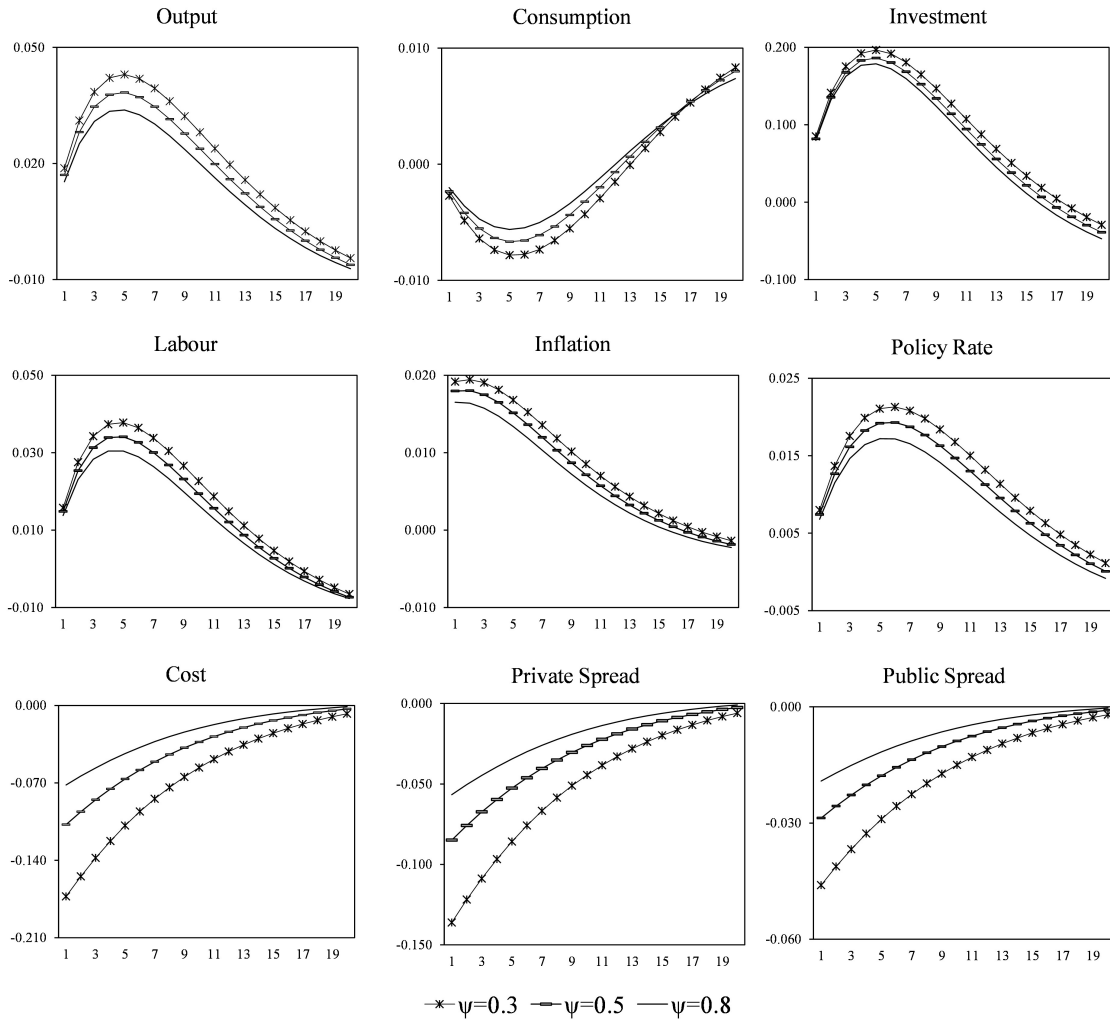 Output
Consumption
Investment
0.050
0.020
-0.010
1 3 5 7 9 11 13 15 17 19
0.010
0.000
-0.010
1 3 5 7 9 11 13 15 17 19
0.200
0.100
0.000
-0.100
1 3 5 7 9 11 13 15 17 19
Labour
Inflation
Policy Rate
0.050
0.030
0.010
-0.010
1 3 5 7 9 11 13 15 17 19
0.020
0.010
0.000
-0.010
1 3 5 7 9 11 13 15 17 19
0.025
0.015
0.005
-0.005
1 3 5 7 9 11 13 15 17 19
Cost
Private Spread
Public Spread
0.000
-0.070
-0.140
-0.210
1 3 5 7 9 11 13 15 17 19
0.000
-0.050
-0.100
-0.150
1 3 5 7 9 11 13 15 17 19
0.000
-0.030
-0.060
1 3 5 7 9 11 13 15 17 19
ψ=0.3 ψ=0.5 ψ=0.8